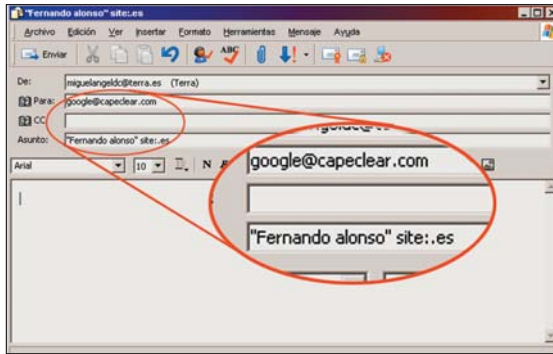 "Fernando alonso" site:.es
Archivo Edición Ver Insertar Formato Herramientas Mensaje Ayuda
Enviar
De: miguelangeldc@terra.es (Terra)
Para: google@capeclear.com
CC
Asunto: "Fernando alonso" site:.es
Arial 10 N
google@capeclear.com
"Fernando alonso" site:.es